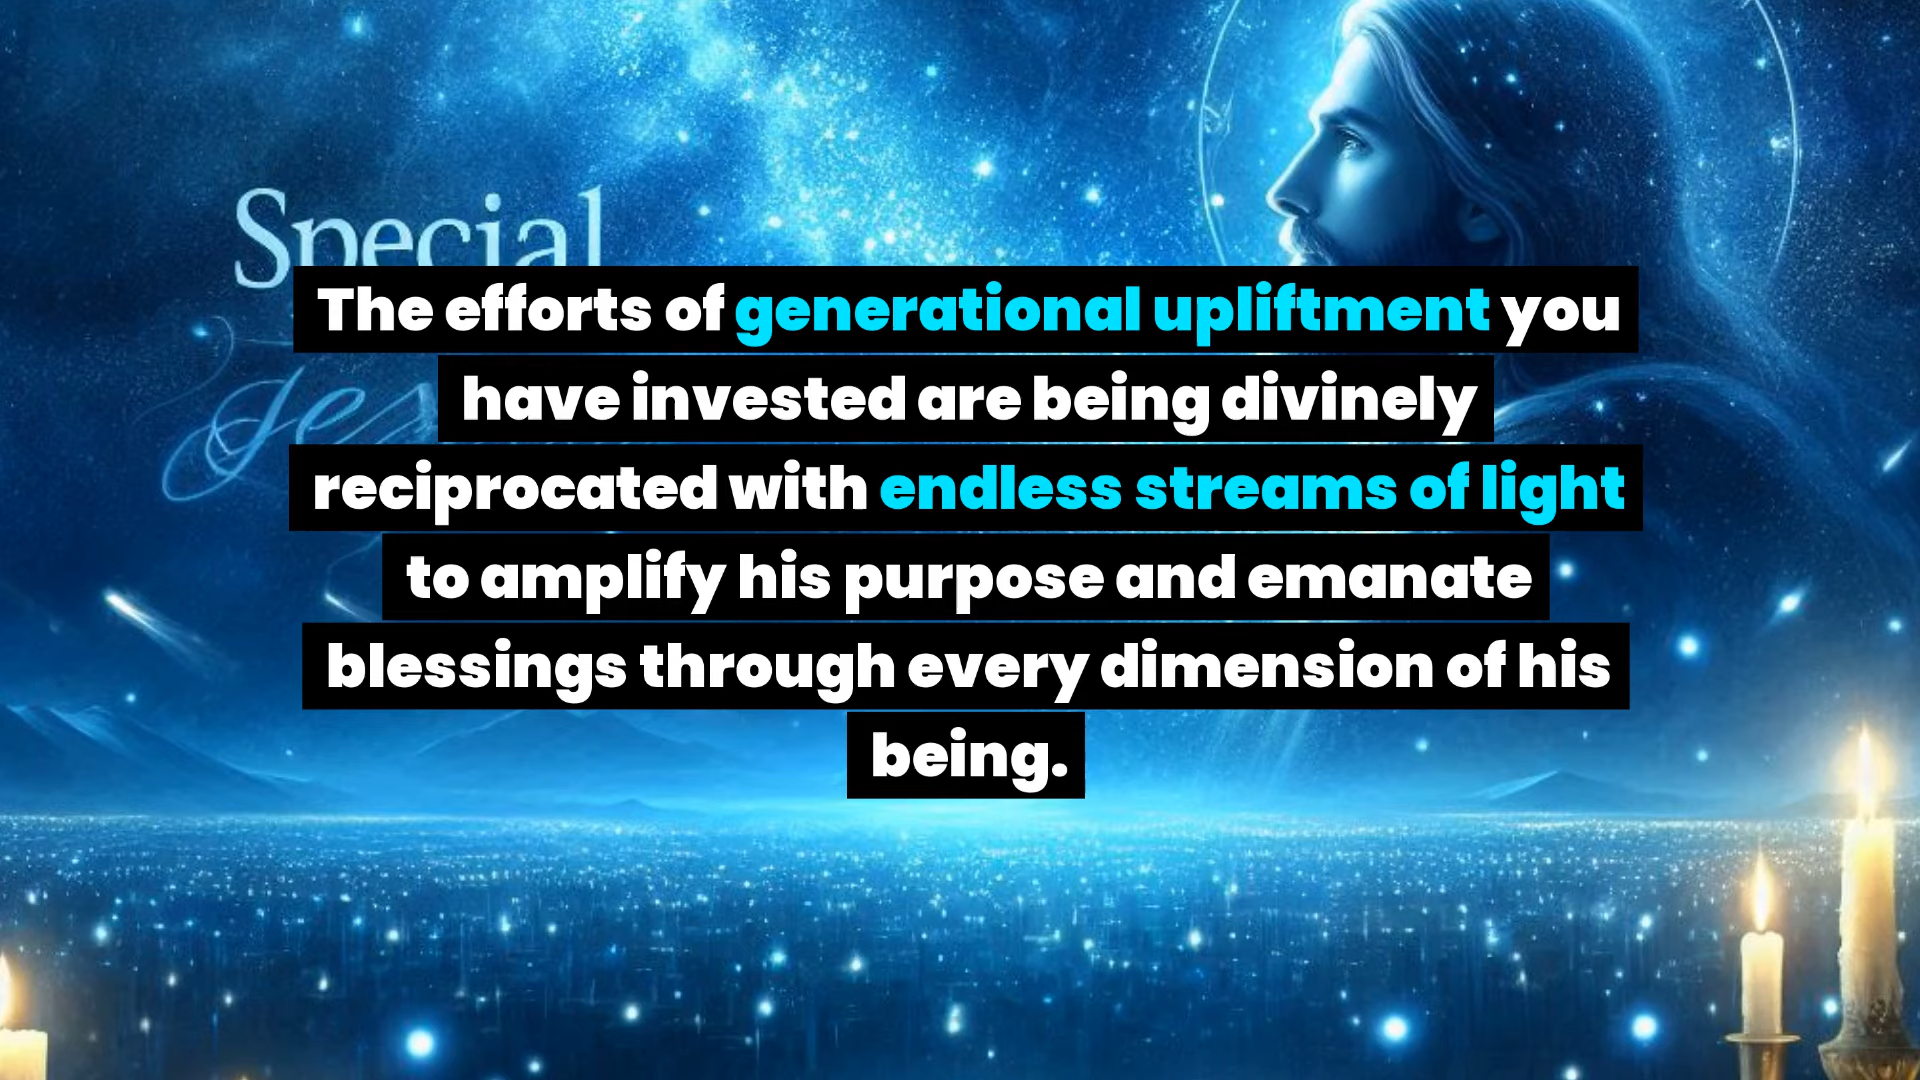 Special
The efforts of generational upliftment you
have invested are being divinely
reciprocated with endless streams of light
to amplify his purpose and emanate
blessings through every dimension of his
being.